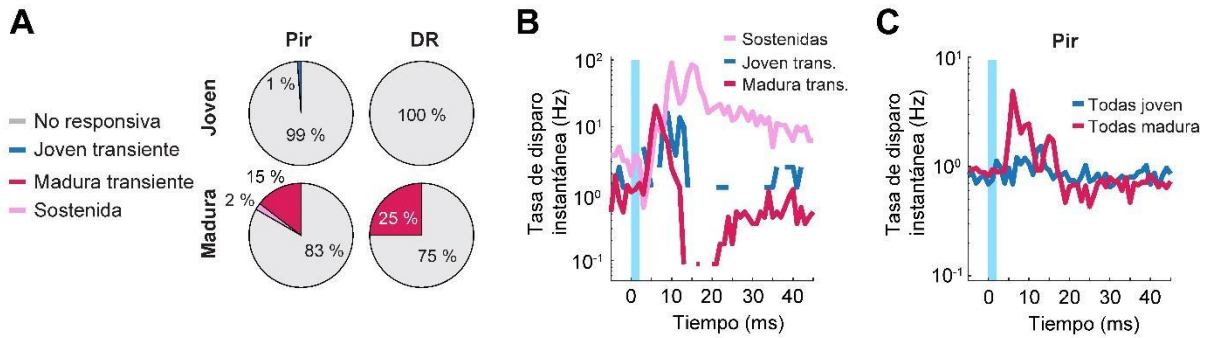 A
Pir
DR
Joven
1 %
99 %
100 %
No responsiva
Joven transiente
Madura transiente
Sostenida
Madura
15 %
2 %
83 %
25 %
75 %
B
Sostenidas
Joven trans.
Madura trans.
Tasa de disparo
instantánea (Hz)
10²
10¹
10⁰
10⁻¹
0
10
20
30
40
Tiempo (ms)
C
Pir
Todas joven
Todas madura
Tasa de disparo
instantánea (Hz)
10¹
10⁰
10⁻¹
0
10
20
30
40
Tiempo (ms)